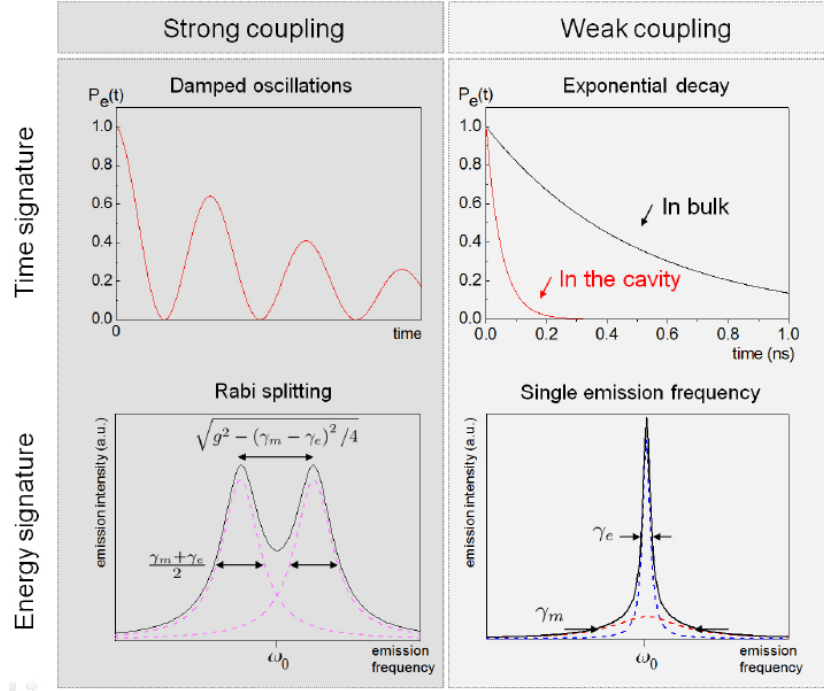 Strong coupling
Weak coupling
Time signature
Damped oscillations
P_e(t)
1.0
0.8
0.6
0.4
0.2
0.0
0
time
Exponential decay
P_e(t)
1.0
0.8
0.6
0.4
0.2
0.0
In bulk
In the cavity
0.0 0.2 0.4 0.6 0.8 1.0
time (ns)
Energy signature
Rabi splitting
emission intensity (a.u.)
√(g² − (γₘ − γₑ)² /4)
(γₘ+γₑ)/2
ω₀
emission
frequency
Single emission frequency
emission intensity (a.u.)
γₑ
γₘ
ω₀
emission
frequency